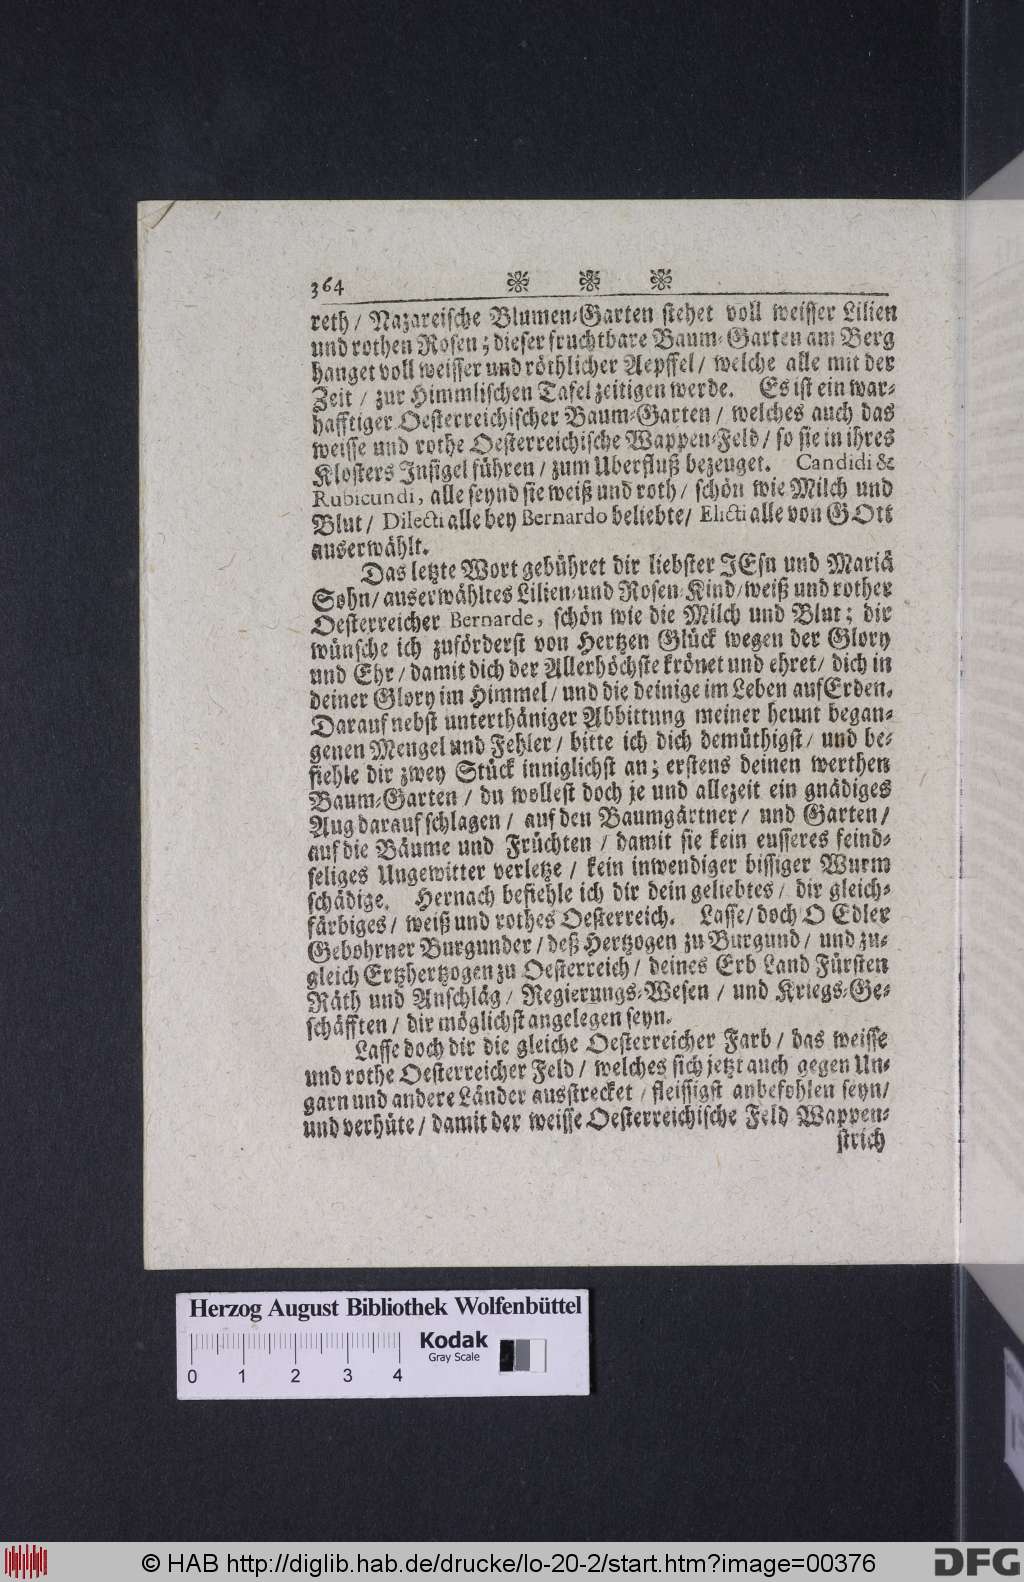 364
reth / Nazareische Blumen-Garten stehet voll weisser Lilien
und rothen Rosen; dieser fruchtbare Baum-Garten am Berg
hanget voll weisser und röthlicher Aepffel / welche alle mit der
Zeit / zur Himmlischen Tafel zeitigen werde. Es ist ein war-
hafftiger Oesterreichischer Baum-Garten / welches auch das
weisse und rothe Oesterreichische Wappen-Feld / so sie in ihres
Klosters Insigel führen / zum Uberfluß bezeuget. Candidi &
Rubicundi, alle seynd sie weiß und roth / schön wie Milch und
Blut / Dilecti alle bey Bernardo beliebte / Electi alle von GOtt
auserwählt.
Das letzte Wort gebühret dir liebster JEsu und Mariä
Sohn / auserwähltes Lilien- und Rosen-Kind / weiß und rother
Oesterreicher Bernarde, schön wie die Milch und Blut; dir
wünsche ich zuförderst von Hertzen Glück wegen der Glory
und Ehr / damit dich der Allerhöchste krönet und ehret / dich in
deiner Glory im Himmel / und die deinige im Leben auf Erden.
Darauf nebst unterthäniger Abbittung meiner heunt began-
genen Mengel und Fehler / bitte ich dich demüthigst / und be-
fiehle dir zwey Stück inniglichst an; erstens deinen werthen
Baum-Garten / du wollest doch je und allezeit ein gnädiges
Aug darauf schlagen / auf den Baumgärtner / und Garten /
auf die Bäume und Früchten / damit sie kein eusseres feind-
seliges Ungewitter verletze / kein inwendiger bissiger Wurm
schädige. Hernach befiehle ich dir dein geliebtes / dir gleich-
färbiges / weiß und rothes Oesterreich. Lasse / doch O Edler
Gebohrner Burgunder / deß Hertzogen zu Burgund / und zu-
gleich Ertzhertzogen zu Oesterreich / deines Erb Land Fürsten
Räth und Anschläg / Regierungs-Wesen / und Kriegs-Ge-
schäfften / dir möglichst angelegen seyn.
Lasse doch dir die gleiche Oesterreicher Farb / das weisse
und rothe Oesterreicher Feld / welches sich jetzt auch gegen Un-
garn und andere Länder ausstrecket / fleissigst anbefohlen seyn /
und verhüte / damit der weisse Oesterreichische Feld Wappen-
strich
Herzog August Bibliothek Wolfenbüttel
Kodak
Gray Scale
0 1 2 3 4
© HAB http://diglib.hab.de/drucke/lo-20-2/start.htm?image=00376
DFG